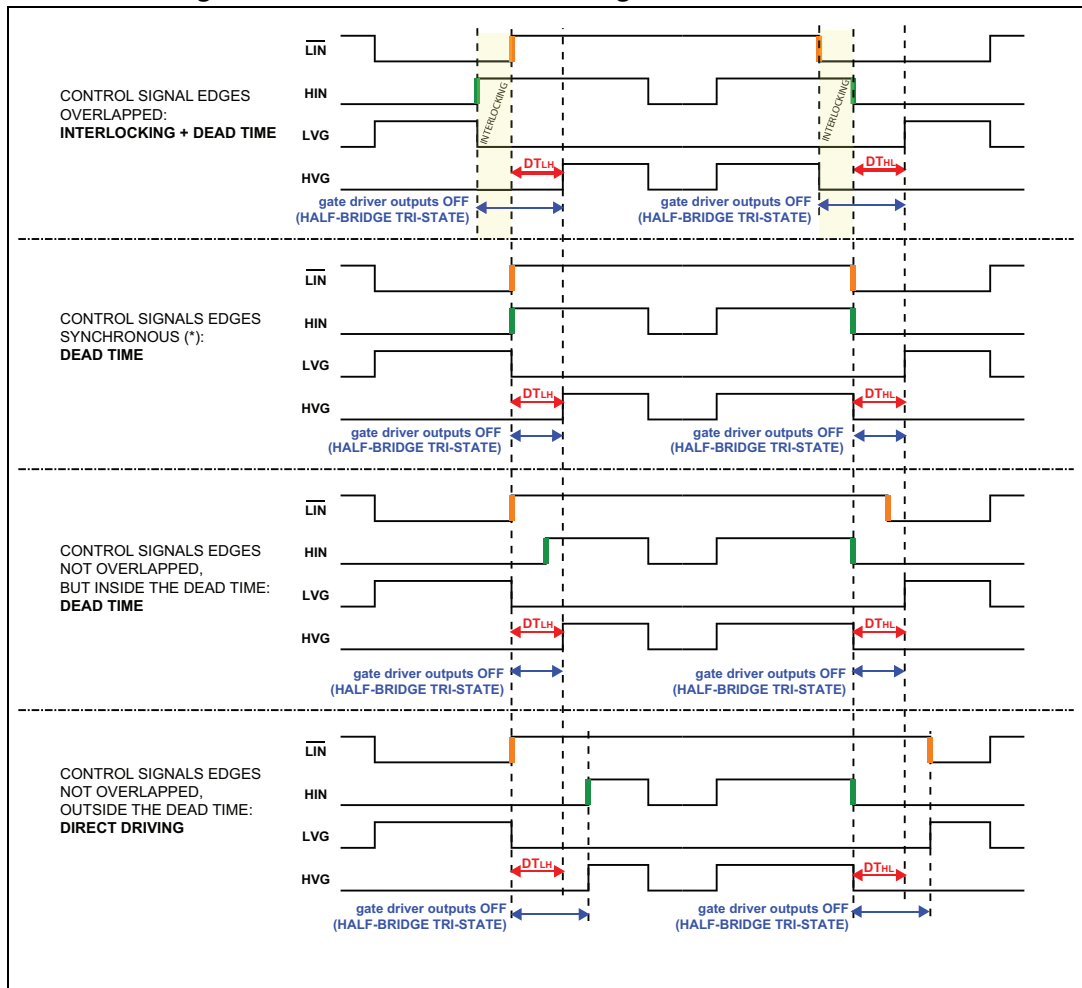 CONTROL SIGNAL EDGES
OVERLAPPED:
INTERLOCKING + DEAD TIME
LIN
HIN
LVG
HVG
INTERLOCKING
INTERLOCKING
DTLH
DTHL
gate driver outputs OFF
(HALF-BRIDGE TRI-STATE)
gate driver outputs OFF
(HALF-BRIDGE TRI-STATE)
CONTROL SIGNALS EDGES
SYNCHRONOUS (*):
DEAD TIME
LIN
HIN
LVG
HVG
DTLH
DTHL
gate driver outputs OFF
(HALF-BRIDGE TRI-STATE)
gate driver outputs OFF
(HALF-BRIDGE TRI-STATE)
CONTROL SIGNALS EDGES
NOT OVERLAPPED,
BUT INSIDE THE DEAD TIME:
DEAD TIME
LIN
HIN
LVG
HVG
DTLH
DTHL
gate driver outputs OFF
(HALF-BRIDGE TRI-STATE)
gate driver outputs OFF
(HALF-BRIDGE TRI-STATE)
CONTROL SIGNALS EDGES
NOT OVERLAPPED,
OUTSIDE THE DEAD TIME:
DIRECT DRIVING
LIN
HIN
LVG
HVG
DTLH
DTHL
gate driver outputs OFF
(HALF-BRIDGE TRI-STATE)
gate driver outputs OFF
(HALF-BRIDGE TRI-STATE)